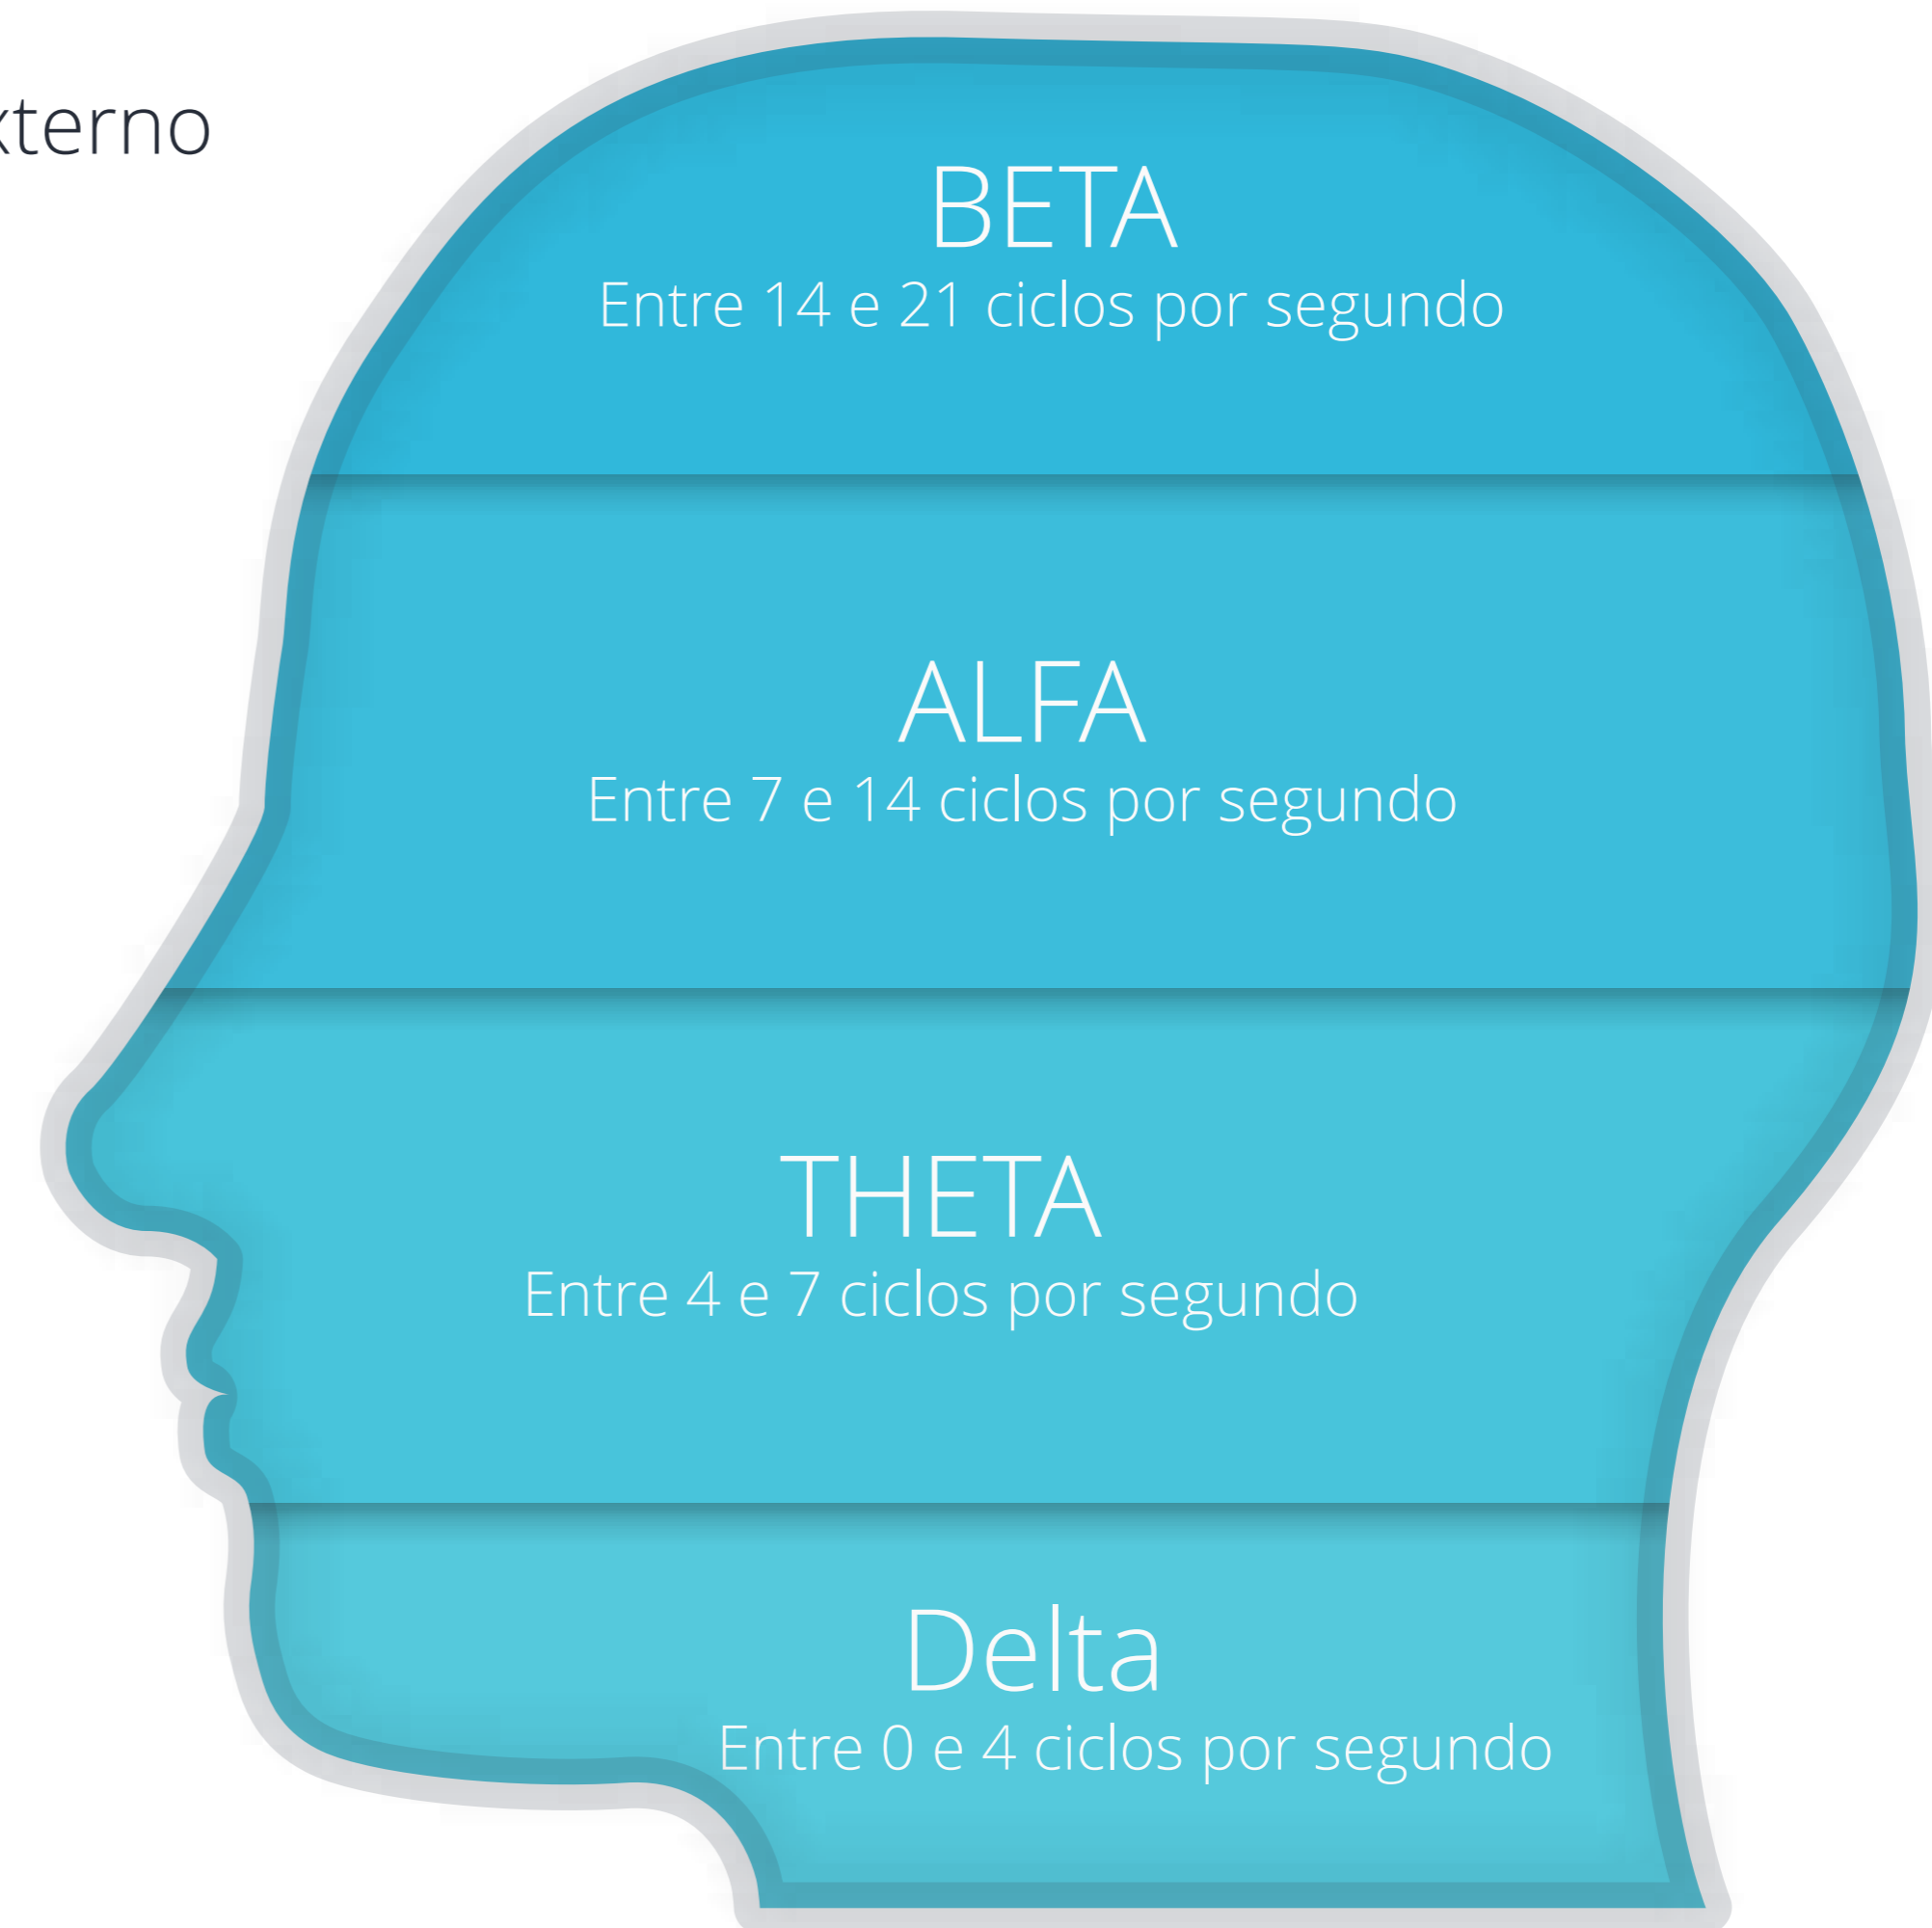 xterno
BETA
Entre 14 e 21 ciclos por segundo
ALFA
Entre 7 e 14 ciclos por segundo
THETA
Entre 4 e 7 ciclos por segundo
Delta
Entre 0 e 4 ciclos por segundo